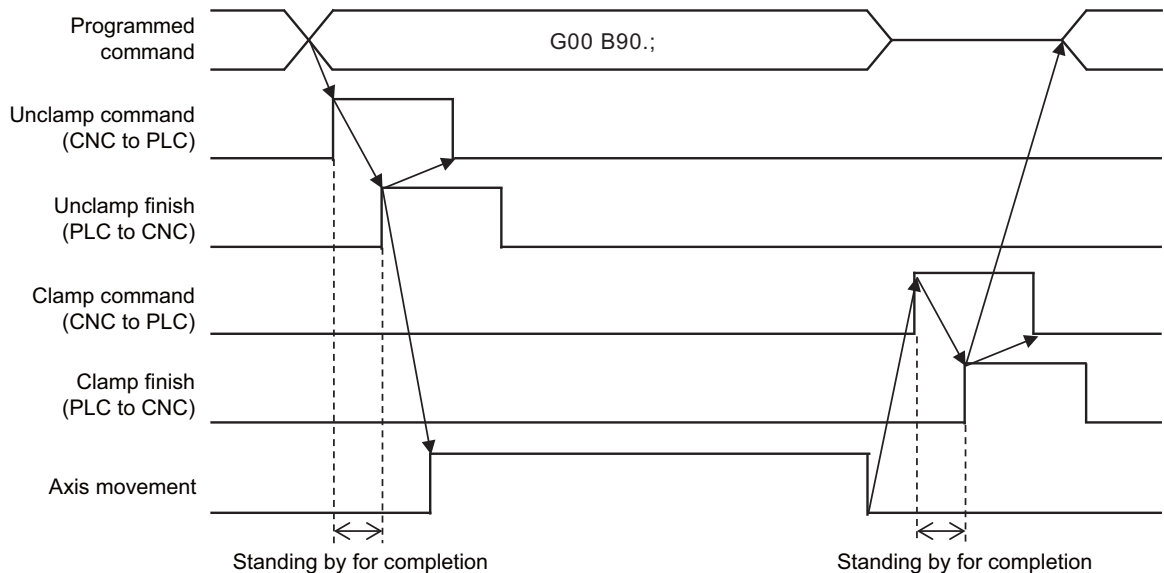 Programmed
command
G00 B90.;
Unclamp command
(CNC to PLC)
Unclamp finish
(PLC to CNC)
Clamp command
(CNC to PLC)
Clamp finish
(PLC to CNC)
Axis movement
Standing by for completion
Standing by for completion